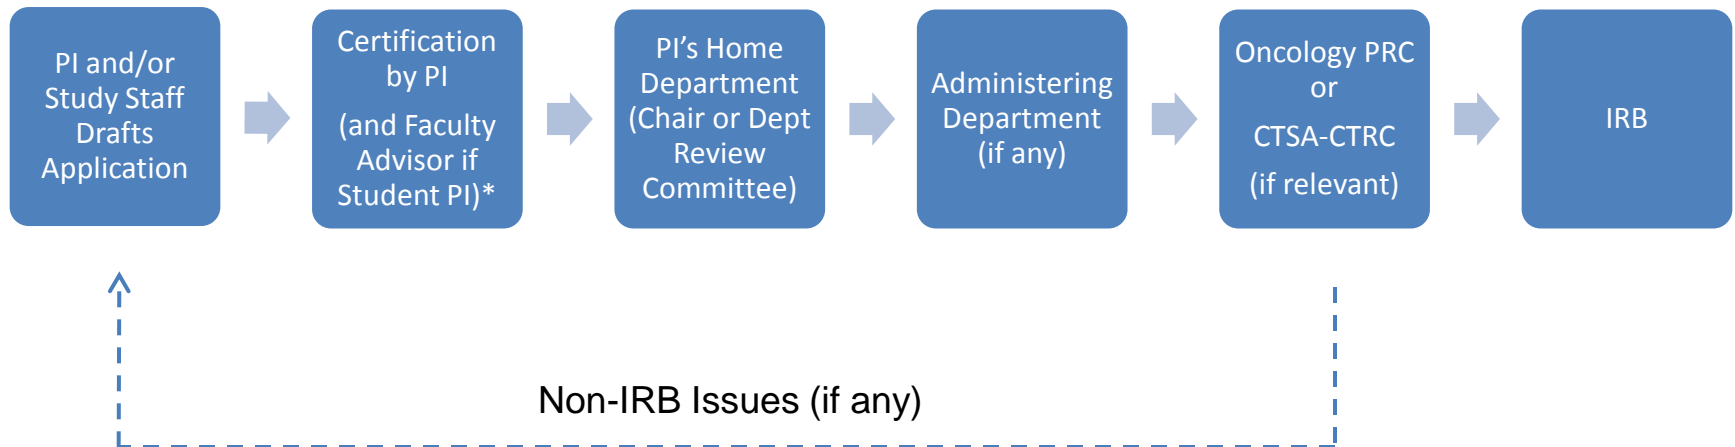 PI and/or
Study Staff
Drafts
Application
Certification
by PI
(and Faculty
Advisor if
Student PI)*
PI’s Home
Department
(Chair or Dept
Review
Committee)
Administering
Department
(if any)
Oncology PRC
or
CTSA-CTRC
(if relevant)
IRB
Non-IRB Issues (if any)